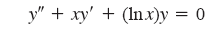 y″ + xy′ + (ln x)y = 0